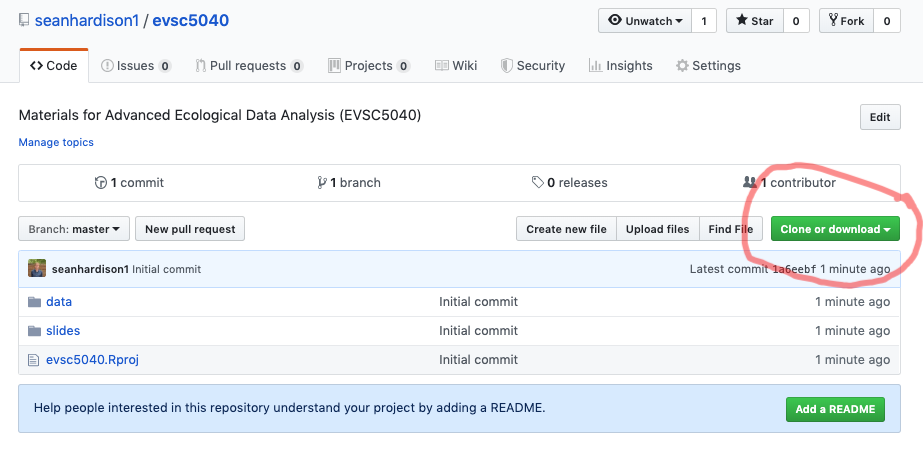 seanhardison1 / evsc5040 Unwatch 1 Star 0 Fork 0
Code Issues 0 Pull requests 0 Projects 0 Wiki Security Insights Settings
Materials for Advanced Ecological Data Analysis (EVSC5040) Edit
Manage topics
1 commit 1 branch 0 releases 1 contributor
Branch: master New pull request Create new file Upload files Find File Clone or download
seanhardison1 Initial commit Latest commit 1a6eebf 1 minute ago
data Initial commit 1 minute ago
slides Initial commit 1 minute ago
evsc5040.Rproj Initial commit 1 minute ago
Help people interested in this repository understand your project by adding a README. Add a README